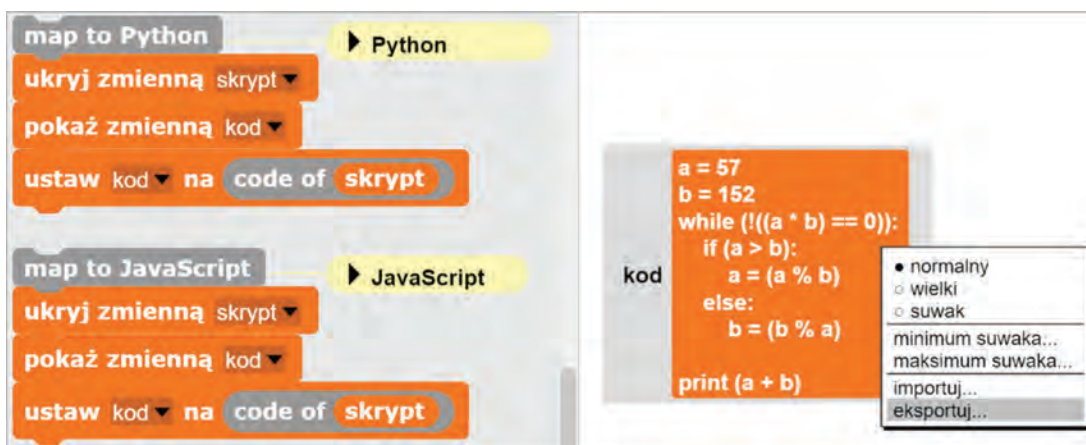 map to Python
Python
ukryj zmienną skrypt
pokaż zmienną kod
ustaw kod na code of skrypt
map to JavaScript
JavaScript
ukryj zmienną skrypt
pokaż zmienną kod
ustaw kod na code of skrypt
kod
a = 57
b = 152
while (!((a * b) == 0)):
if (a > b):
a = (a % b)
else:
b = (b % a)
print (a + b)
normalny
wielki
suwak
minimum suwaka...
maksimum suwaka...
importuj...
eksportuj...